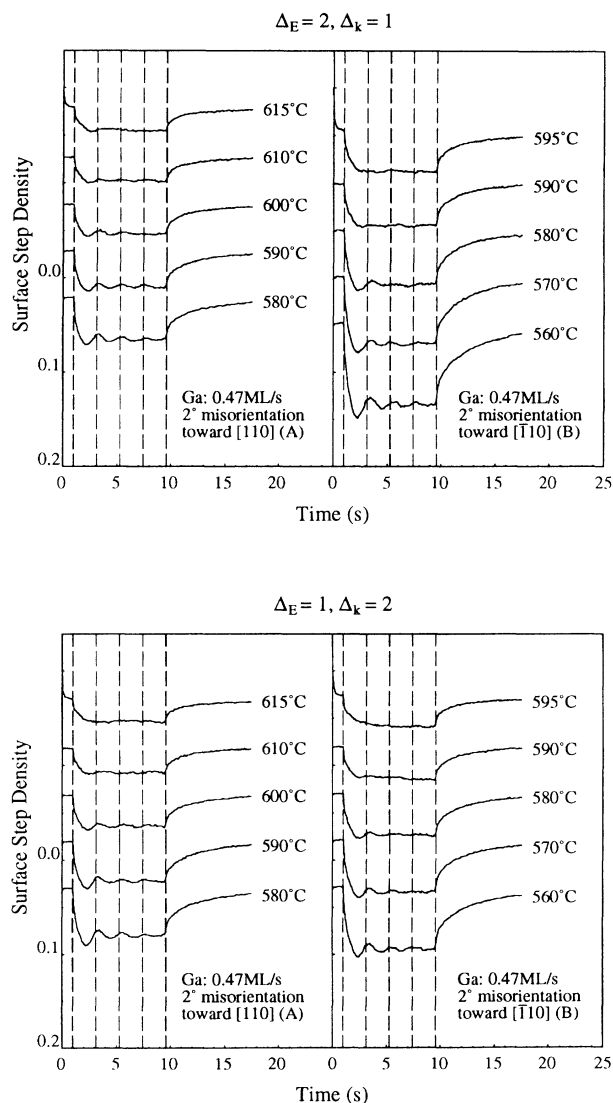 Δ_E = 2, Δ_k = 1
Surface Step Density
0.0
0.1
0.2
615°C
610°C
600°C
590°C
580°C
Ga: 0.47ML/s
2° misorientation
toward [110] (A)
595°C
590°C
580°C
570°C
560°C
Ga: 0.47ML/s
2° misorientation
toward [1̅10] (B)
0 5 10 15 20 0 5 10 15 20 25
Time (s)
Δ_E = 1, Δ_k = 2
Surface Step Density
0.0
0.1
0.2
615°C
610°C
600°C
590°C
580°C
Ga: 0.47ML/s
2° misorientation
toward [110] (A)
595°C
590°C
580°C
570°C
560°C
Ga: 0.47ML/s
2° misorientation
toward [1̅10] (B)
0 5 10 15 20 0 5 10 15 20 25
Time (s)